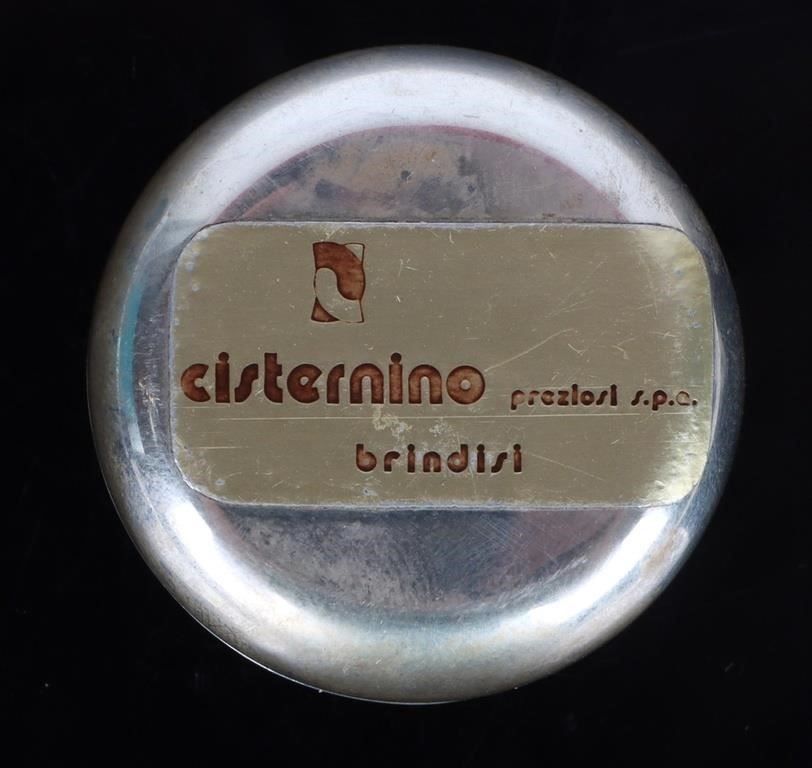 cisternino preziosi s.p.a.
brindisi